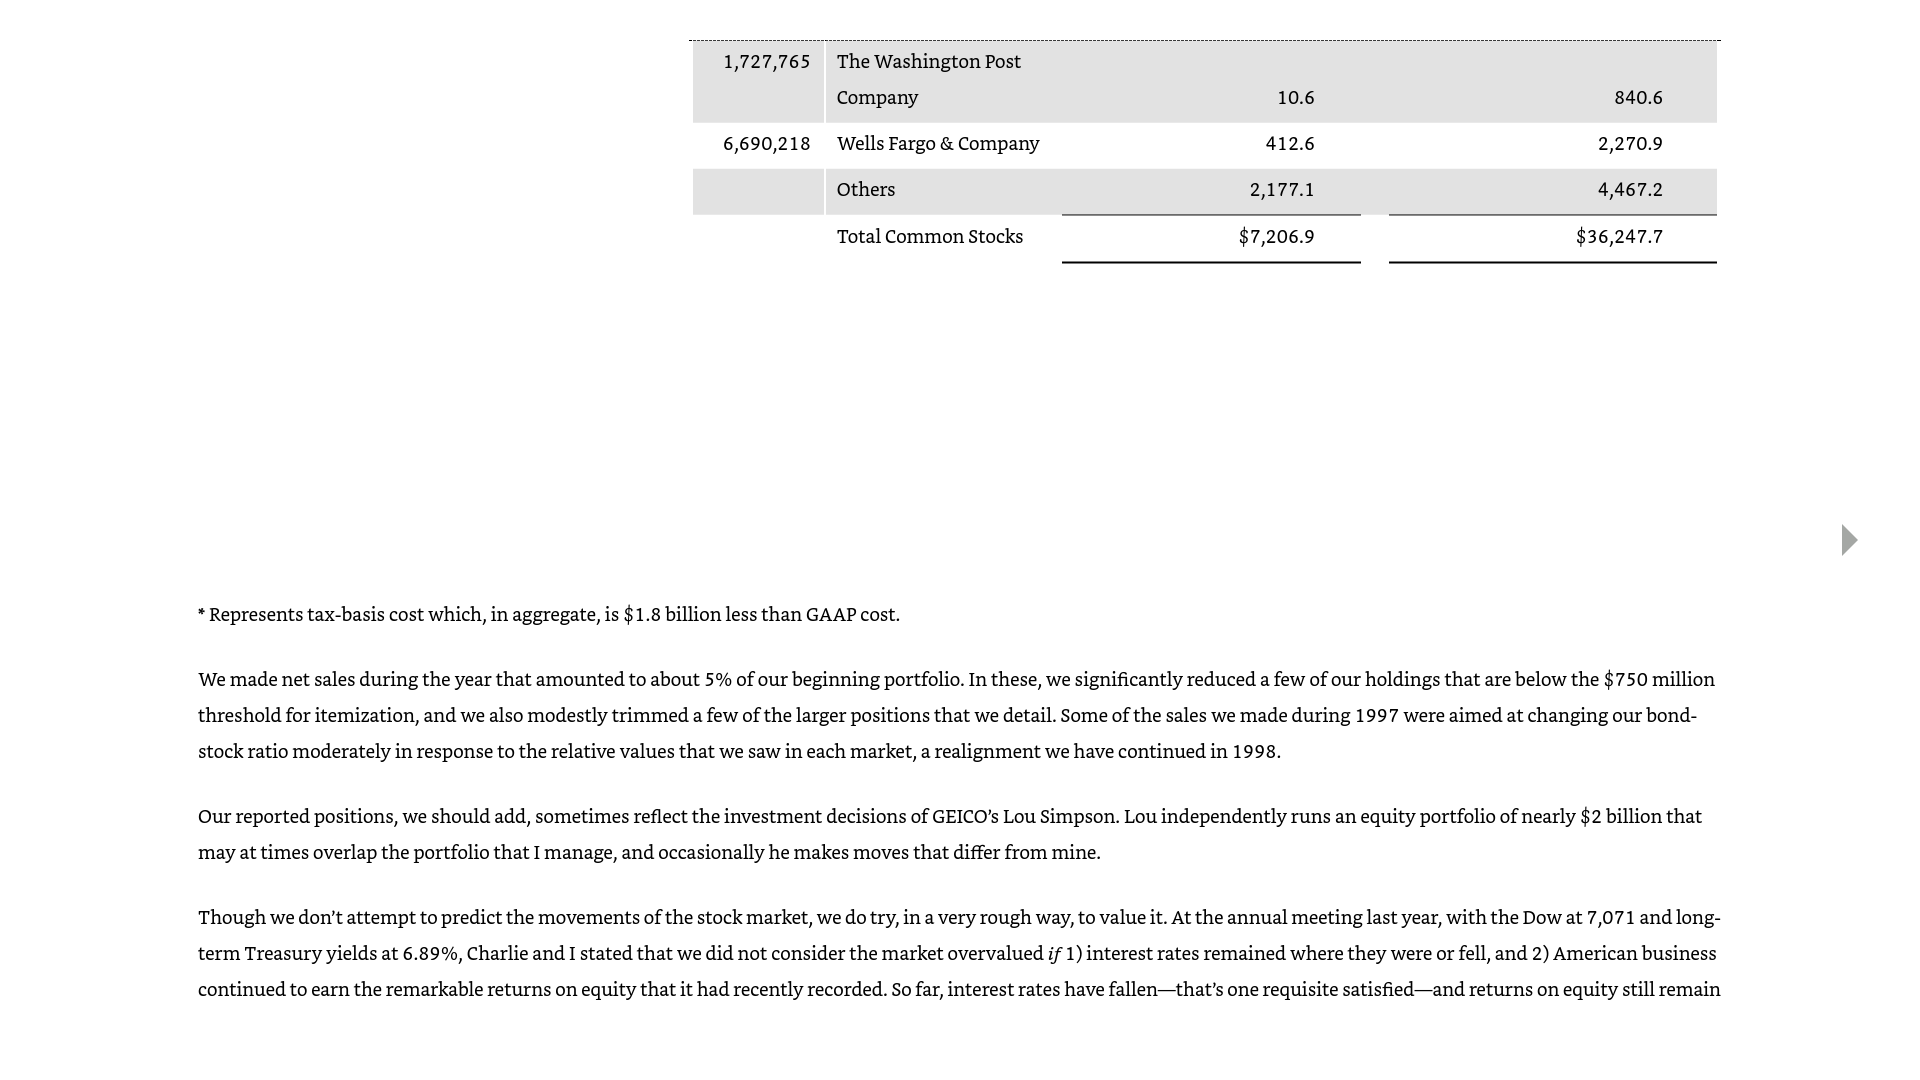 1,727,765 The Washington Post
Company 10.6 840.6
6,690,218 Wells Fargo & Company 412.6 2,270.9
Others 2,177.1 4,467.2
Total Common Stocks $7,206.9 $36,247.7
* Represents tax-basis cost which, in aggregate, is $1.8 billion less than GAAP cost.
We made net sales during the year that amounted to about 5% of our beginning portfolio. In these, we significantly reduced a few of our holdings that are below the $750 million
threshold for itemization, and we also modestly trimmed a few of the larger positions that we detail. Some of the sales we made during 1997 were aimed at changing our bond-
stock ratio moderately in response to the relative values that we saw in each market, a realignment we have continued in 1998.
Our reported positions, we should add, sometimes reflect the investment decisions of GEICO’s Lou Simpson. Lou independently runs an equity portfolio of nearly $2 billion that
may at times overlap the portfolio that I manage, and occasionally he makes moves that differ from mine.
Though we don’t attempt to predict the movements of the stock market, we do try, in a very rough way, to value it. At the annual meeting last year, with the Dow at 7,071 and long-
term Treasury yields at 6.89%, Charlie and I stated that we did not consider the market overvalued if 1) interest rates remained where they were or fell, and 2) American business
continued to earn the remarkable returns on equity that it had recently recorded. So far, interest rates have fallen—that’s one requisite satisfied—and returns on equity still remain